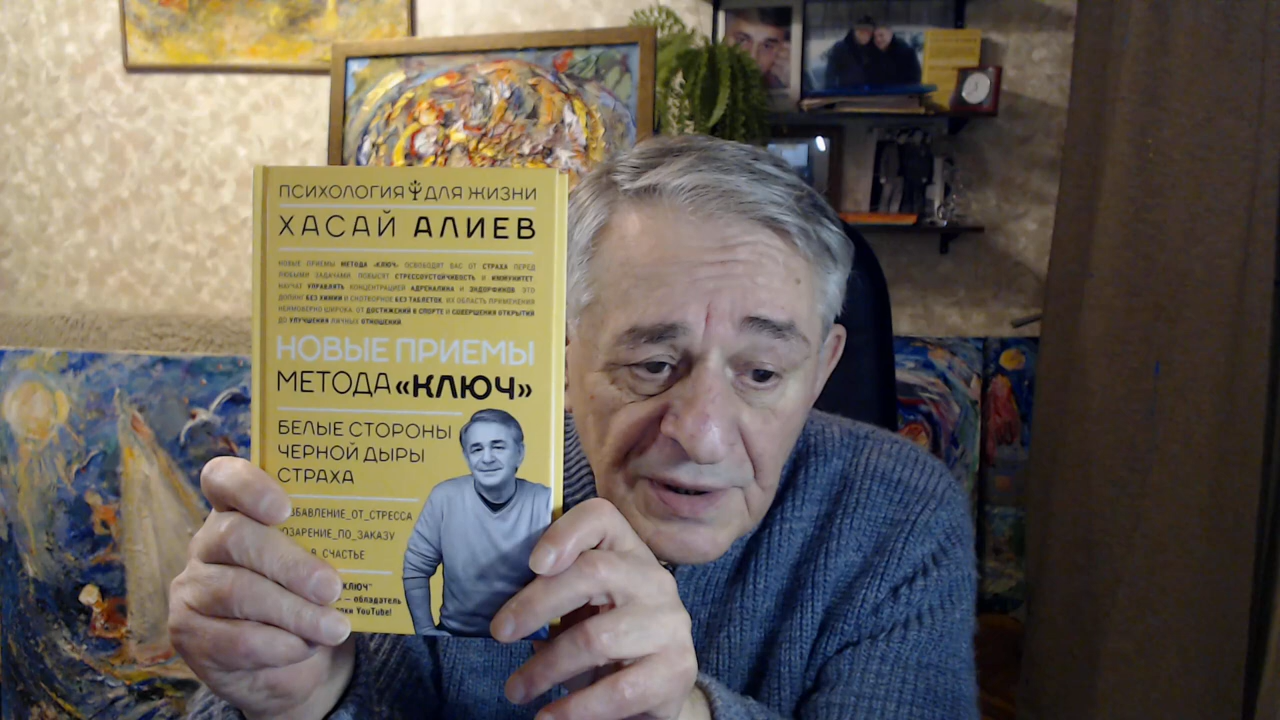 ПСИХОЛОГИЯ ДЛЯ ЖИЗНИ
ХАСАЙ АЛИЕВ
НОВЫЕ ПРИЕМЫ МЕТОДА «КЛЮЧ» ОСВОБОДЯТ ВАС ОТ СТРАХА ПЕРЕД
ЛЮБЫМИ ЗАДАЧАМИ, ПОВЫСЯТ СТРЕССОУСТОЙЧИВОСТЬ И ИММУНИТЕТ,
НАУЧАТ УПРАВЛЯТЬ КОНЦЕНТРАЦИЕЙ АДРЕНАЛИНА И ЭНДОРФИНОВ. ЭТО
ДОПИНГ БЕЗ ХИМИИ И СНОТВОРНОЕ БЕЗ ТАБЛЕТОК. ИХ ОБЛАСТЬ ПРИМЕНЕНИЯ
НЕИМОВЕРНО ШИРОКА: ОТ ДОСТИЖЕНИЙ В СПОРТЕ И СОВЕРШЕНИЯ ОТКРЫТИЯ
ДО УЛУЧШЕНИЯ ЛИЧНЫХ ОТНОШЕНИЙ.
НОВЫЕ ПРИЕМЫ
МЕТОДА «КЛЮЧ»
БЕЛЫЕ СТОРОНЫ
ЧЕРНОЙ ДЫРЫ
СТРАХА
ЗБАВЛЕНИЕ_ОТ_СТРЕССА
ОЗАРЕНИЕ_ПО_ЗАКАЗУ
В_СЧАСТЬЕ
КЛЮЧ"
— обладатель
YouTube!